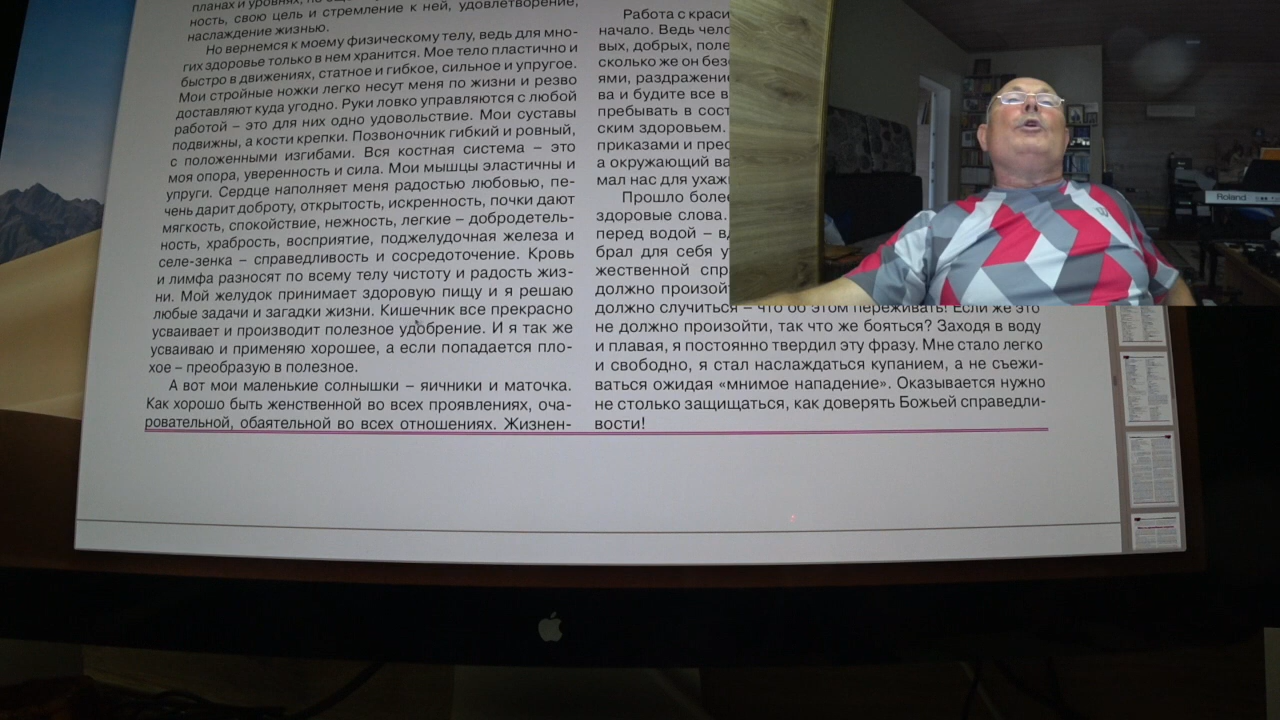 планах и уровнях,
ность, свою цель и стремление к ней, удовлетворение,
наслаждение жизнью.
Но вернемся к моему физическому телу, ведь для мно-
гих здоровье только в нем хранится. Мое тело пластично и
быстро в движениях, статное и гибкое, сильное и упругое.
Мои стройные ножки легко несут меня по жизни и резво
доставляют куда угодно. Руки ловко управляются с любой
работой – это для них одно удовольствие. Мои суставы
подвижны, а кости крепки. Позвоночник гибкий и ровный,
с положенными изгибами. Вся костная система – это
моя опора, уверенность и сила. Мои мышцы эластичны и
упруги. Сердце наполняет меня радостью любовью, пе-
чень дарит доброту, открытость, искренность, почки дают
мягкость, спокойствие, нежность, легкие – добродетель-
ность, храбрость, восприятие, поджелудочная железа и
селе-зенка – справедливость и сосредоточение. Кровь
и лимфа разносят по всему телу чистоту и радость жиз-
ни. Мой желудок принимает здоровую пищу и я решаю
любые задачи и загадки жизни. Кишечник все прекрасно
усваивает и производит полезное удобрение. И я так же
усваиваю и применяю хорошее, а если попадается пло-
хое – преобразую в полезное.
А вот мои маленькие солнышки – яичники и маточка.
Как хорошо быть женственной во всех проявлениях, оча-
ровательной, обаятельной во всех отношениях. Жизнен-
Работа с краси
начало. Ведь чело
вых, добрых, поле
сколько же он безо
ями, раздражение
ва и будите все в
пребывать в сост
ским здоровьем.
приказами и прес
а окружающий ва
мал нас для ухаж
Прошло более
здоровые слова.
перед водой – вд
брал для себя у
жественной спр
должно произойт
должно случиться – что об этом переживать! Если же это
не должно произойти, так что же бояться? Заходя в воду
и плавая, я постоянно твердил эту фразу. Мне стало легко
и свободно, я стал наслаждаться купанием, а не съежи-
ваться ожидая «мнимое нападение». Оказывается нужно
не столько защищаться, как доверять Божьей справедли-
вости!
Roland